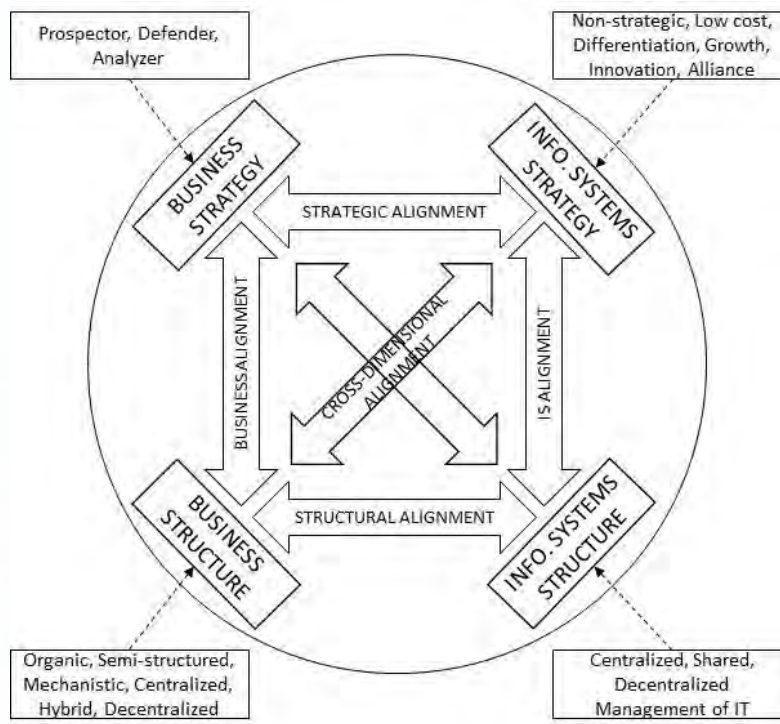 Prospector, Defender,
Analyzer
Non-strategic, Low cost,
Differentiation, Growth,
Innovation, Alliance
BUSINESS
STRATEGY
INFO. SYSTEMS
STRATEGY
STRATEGIC ALIGNMENT
BUSINESS ALIGNMENT
CROSS-DIMENSIONAL
ALIGNMENT
IS ALIGNMENT
STRUCTURAL ALIGNMENT
BUSINESS
STRUCTURE
INFO. SYSTEMS
STRUCTURE
Organic, Semi-structured,
Mechanistic, Centralized,
Hybrid, Decentralized
Centralized, Shared,
Decentralized
Management of IT